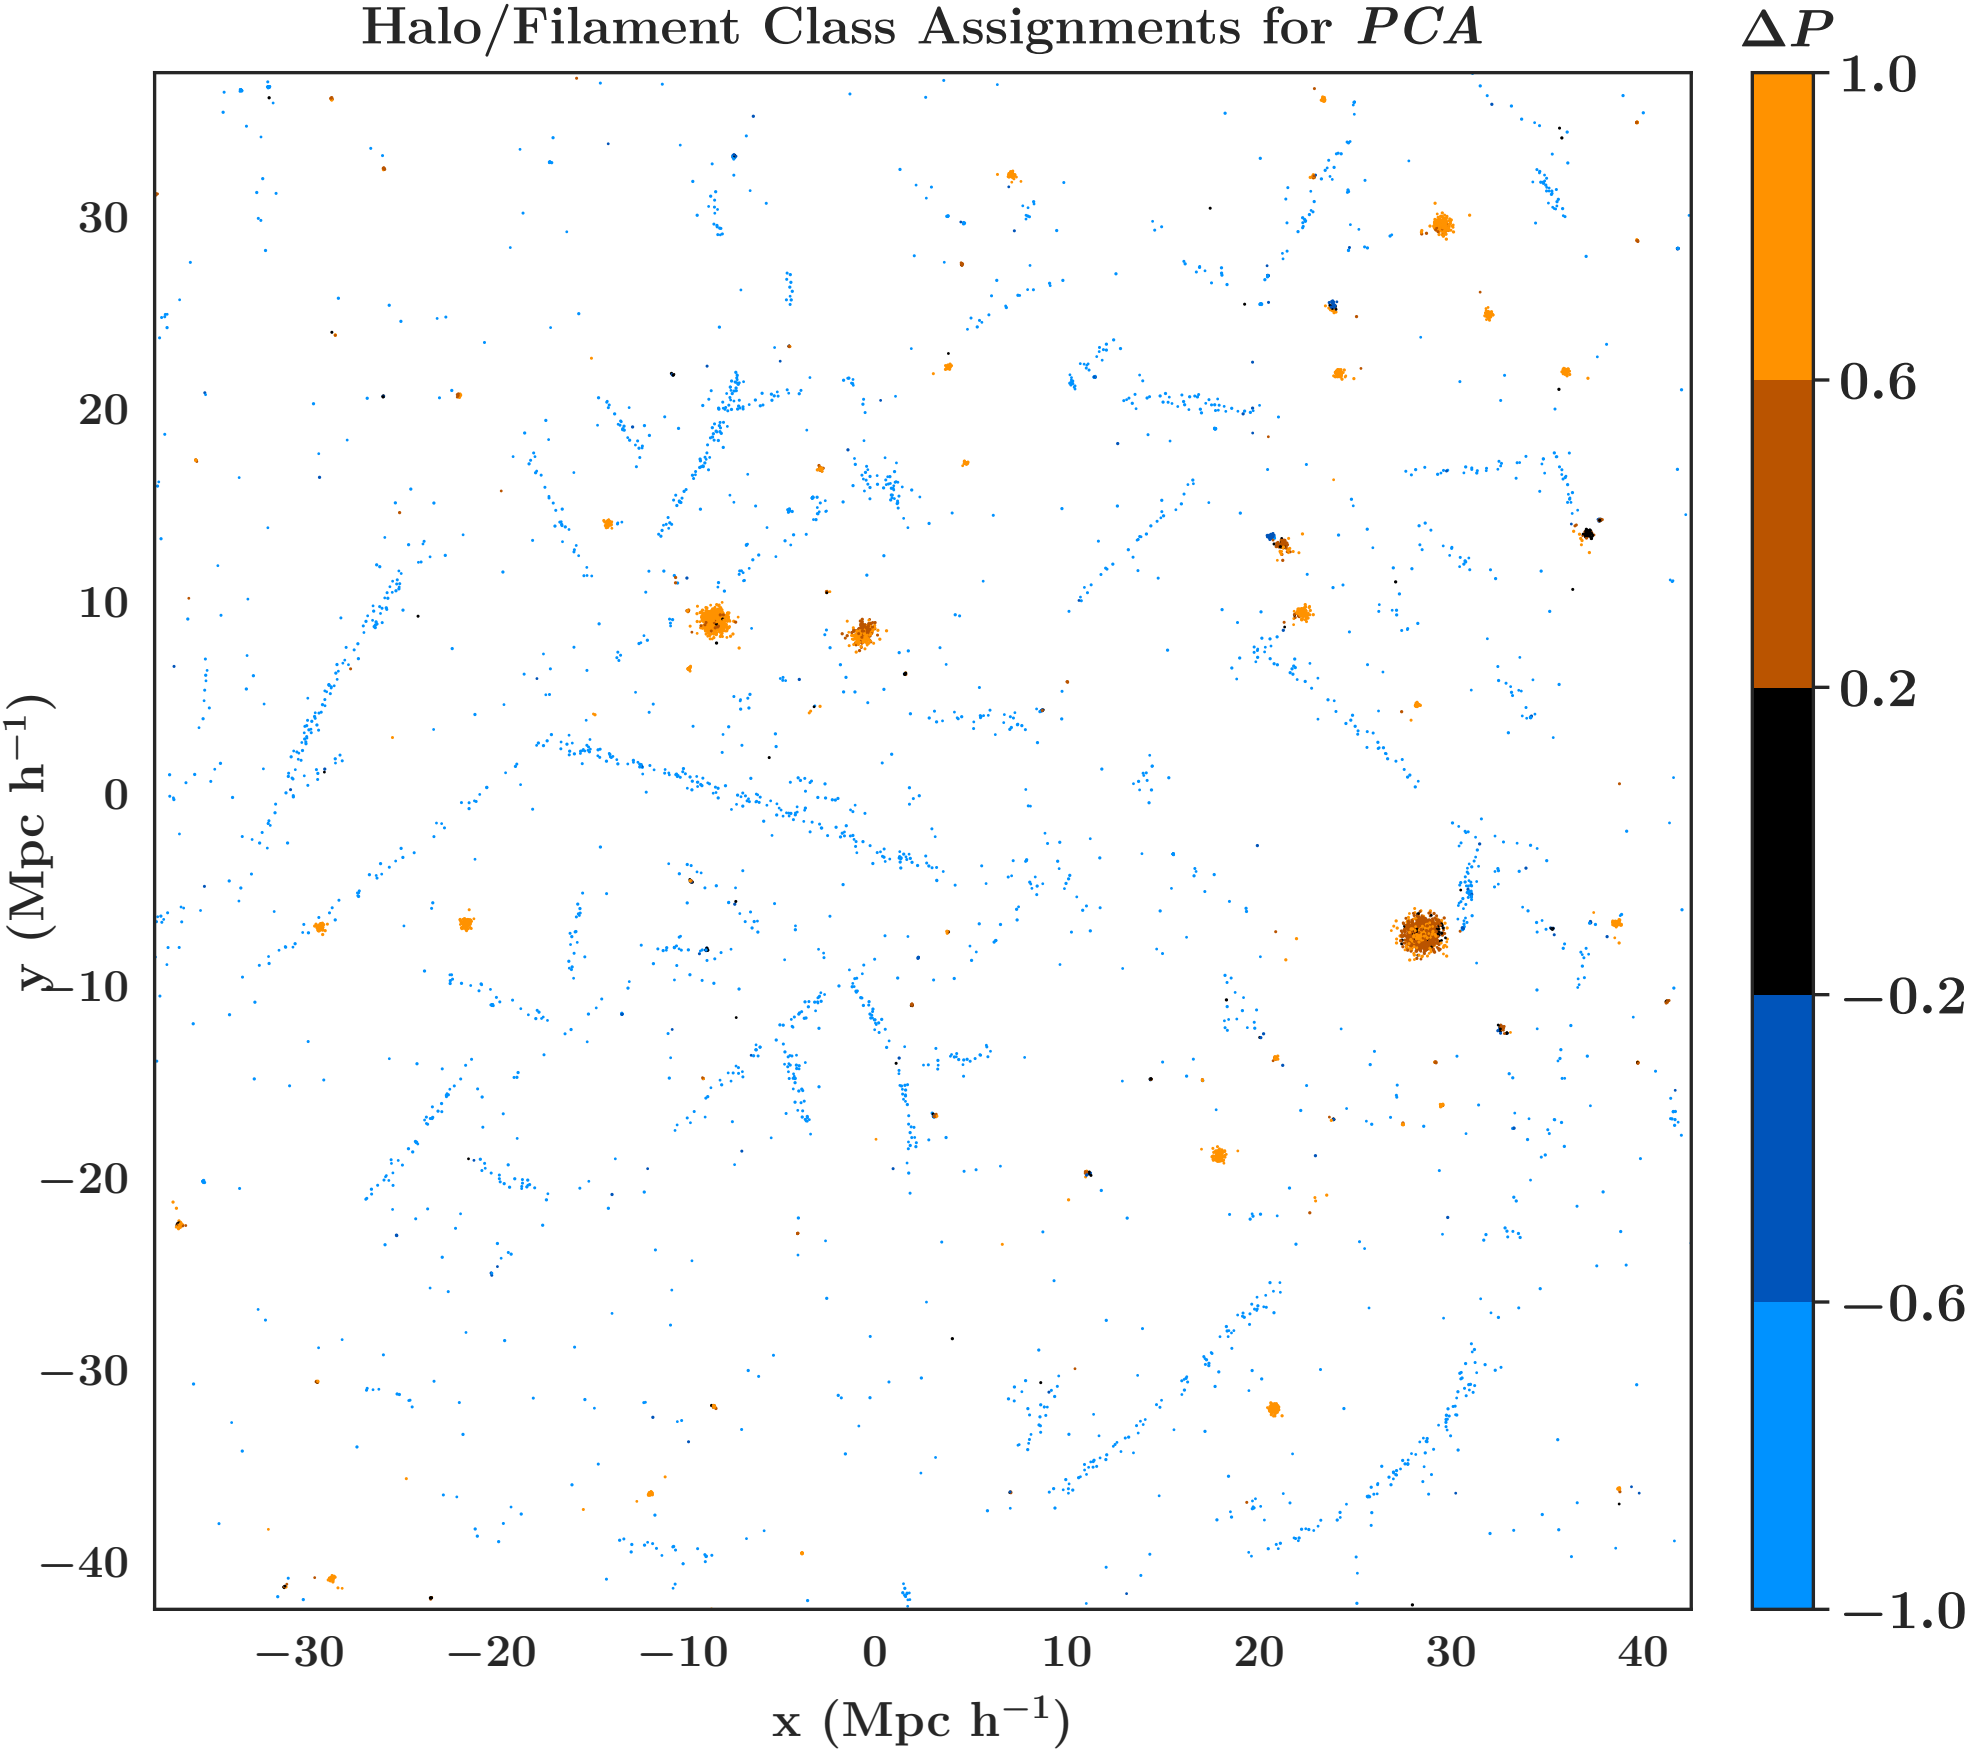 Halo/Filament Class Assignments for PCA
ΔP
1.0
0.6
0.2
−0.2
−0.6
−1.0
y (Mpc h⁻¹)
30
20
10
0
−10
−20
−30
−40
−30 −20 −10 0 10 20 30 40
x (Mpc h⁻¹)